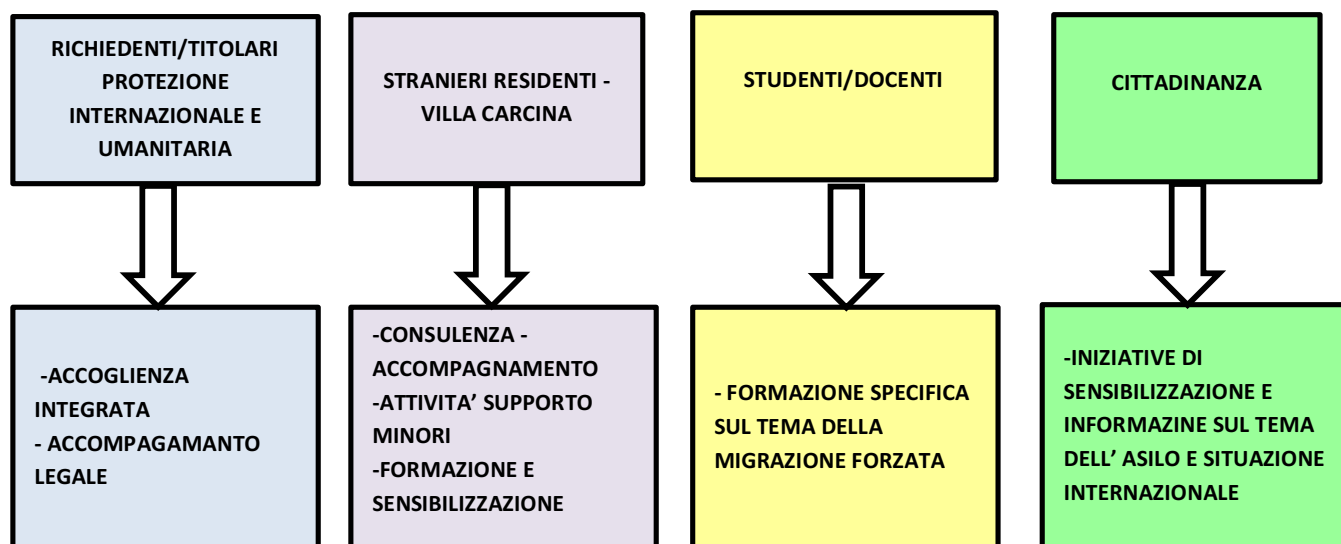 RICHIEDENTI/TITOLARI
PROTEZIONE
INTERNAZIONALE E
UMANITARIA
STRANIERI RESIDENTI -
VILLA CARCINA
STUDENTI/DOCENTI
CITTADINANZA
-ACCOGLIENZA
INTEGRATA
- ACCOMPAGAMANTO
LEGALE
-CONSULENZA -
ACCOMPAGNAMENTO
-ATTIVITA’ SUPPORTO
MINORI
-FORMAZIONE E
SENSIBILIZZAZIONE
- FORMAZIONE SPECIFICA
SUL TEMA DELLA
MIGRAZIONE FORZATA
-INIZIATIVE DI
SENSIBILIZZAZIONE E
INFORMAZINE SUL TEMA
DELL’ ASILO E SITUAZIONE
INTERNAZIONALE